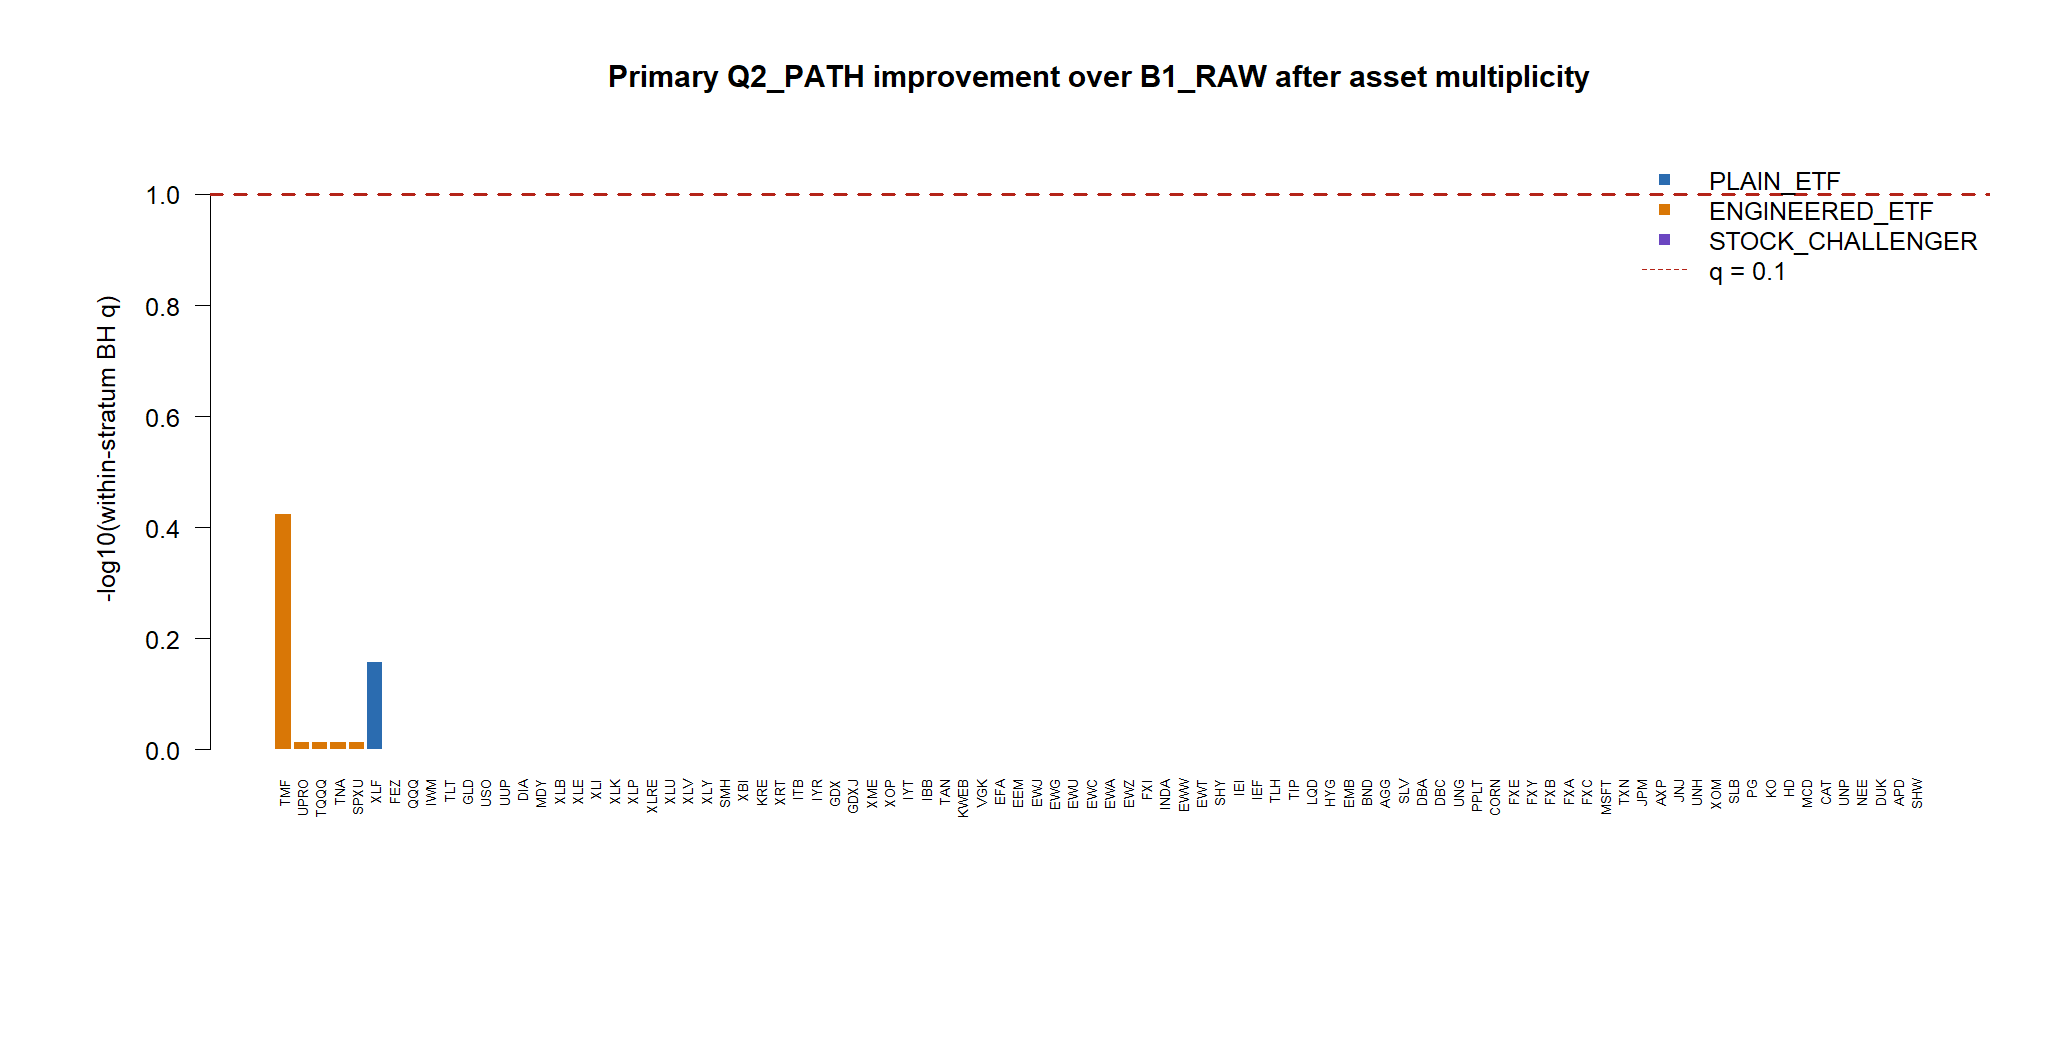 Primary Q2_PATH improvement over B1_RAW after asset multiplicity
-log10(within-stratum BH q)
1.0
0.8
0.6
0.4
0.2
0.0
PLAIN_ETF
ENGINEERED_ETF
STOCK_CHALLENGER
q = 0.1
TMF
UPRO
TQQQ
TNA
SPXU
XLF
FEZ
QQQ
IWM
TLT
GLD
USO
UUP
DIA
MDY
XLB
XLE
XLI
XLK
XLP
XLRE
XLU
XLV
XLY
SMH
XBI
KRE
XRT
ITB
IYR
GDX
GDXJ
XME
XOP
IYT
IBB
TAN
KWEB
VGK
EFA
EEM
EWJ
EWG
EWU
EWC
EWA
EWZ
FXI
INDA
EWW
EWT
SHY
IEI
IEF
TLH
TIP
LQD
HYG
EMB
BND
AGG
SLV
DBA
DBC
UNG
PPLT
CORN
FXE
FXY
FXB
FXA
FXC
MSFT
TXN
JPM
AXP
JNJ
UNH
XOM
SLB
PG
KO
HD
MCD
CAT
UNP
NEE
DUK
APD
SHW